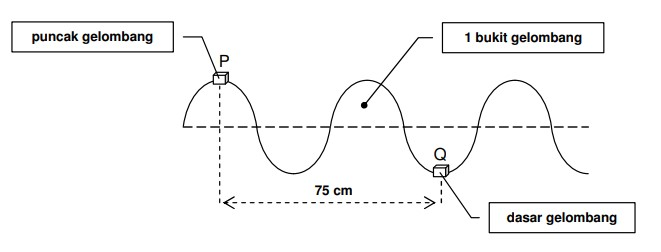 puncak gelombang
1 bukit gelombang
P
Q
75 cm
dasar gelombang